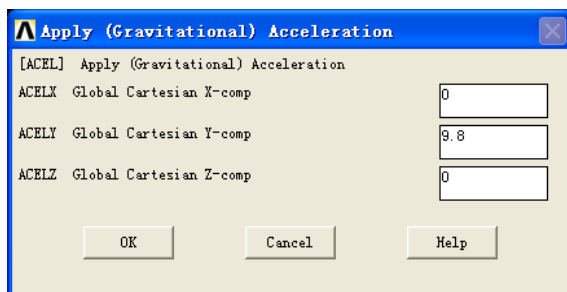 Apply (Gravitational) Acceleration
[ACEL] Apply (Gravitational) Acceleration
ACELX Global Cartesian X-comp 0
ACELY Global Cartesian Y-comp 9.8
ACELZ Global Cartesian Z-comp 0
OK Cancel Help